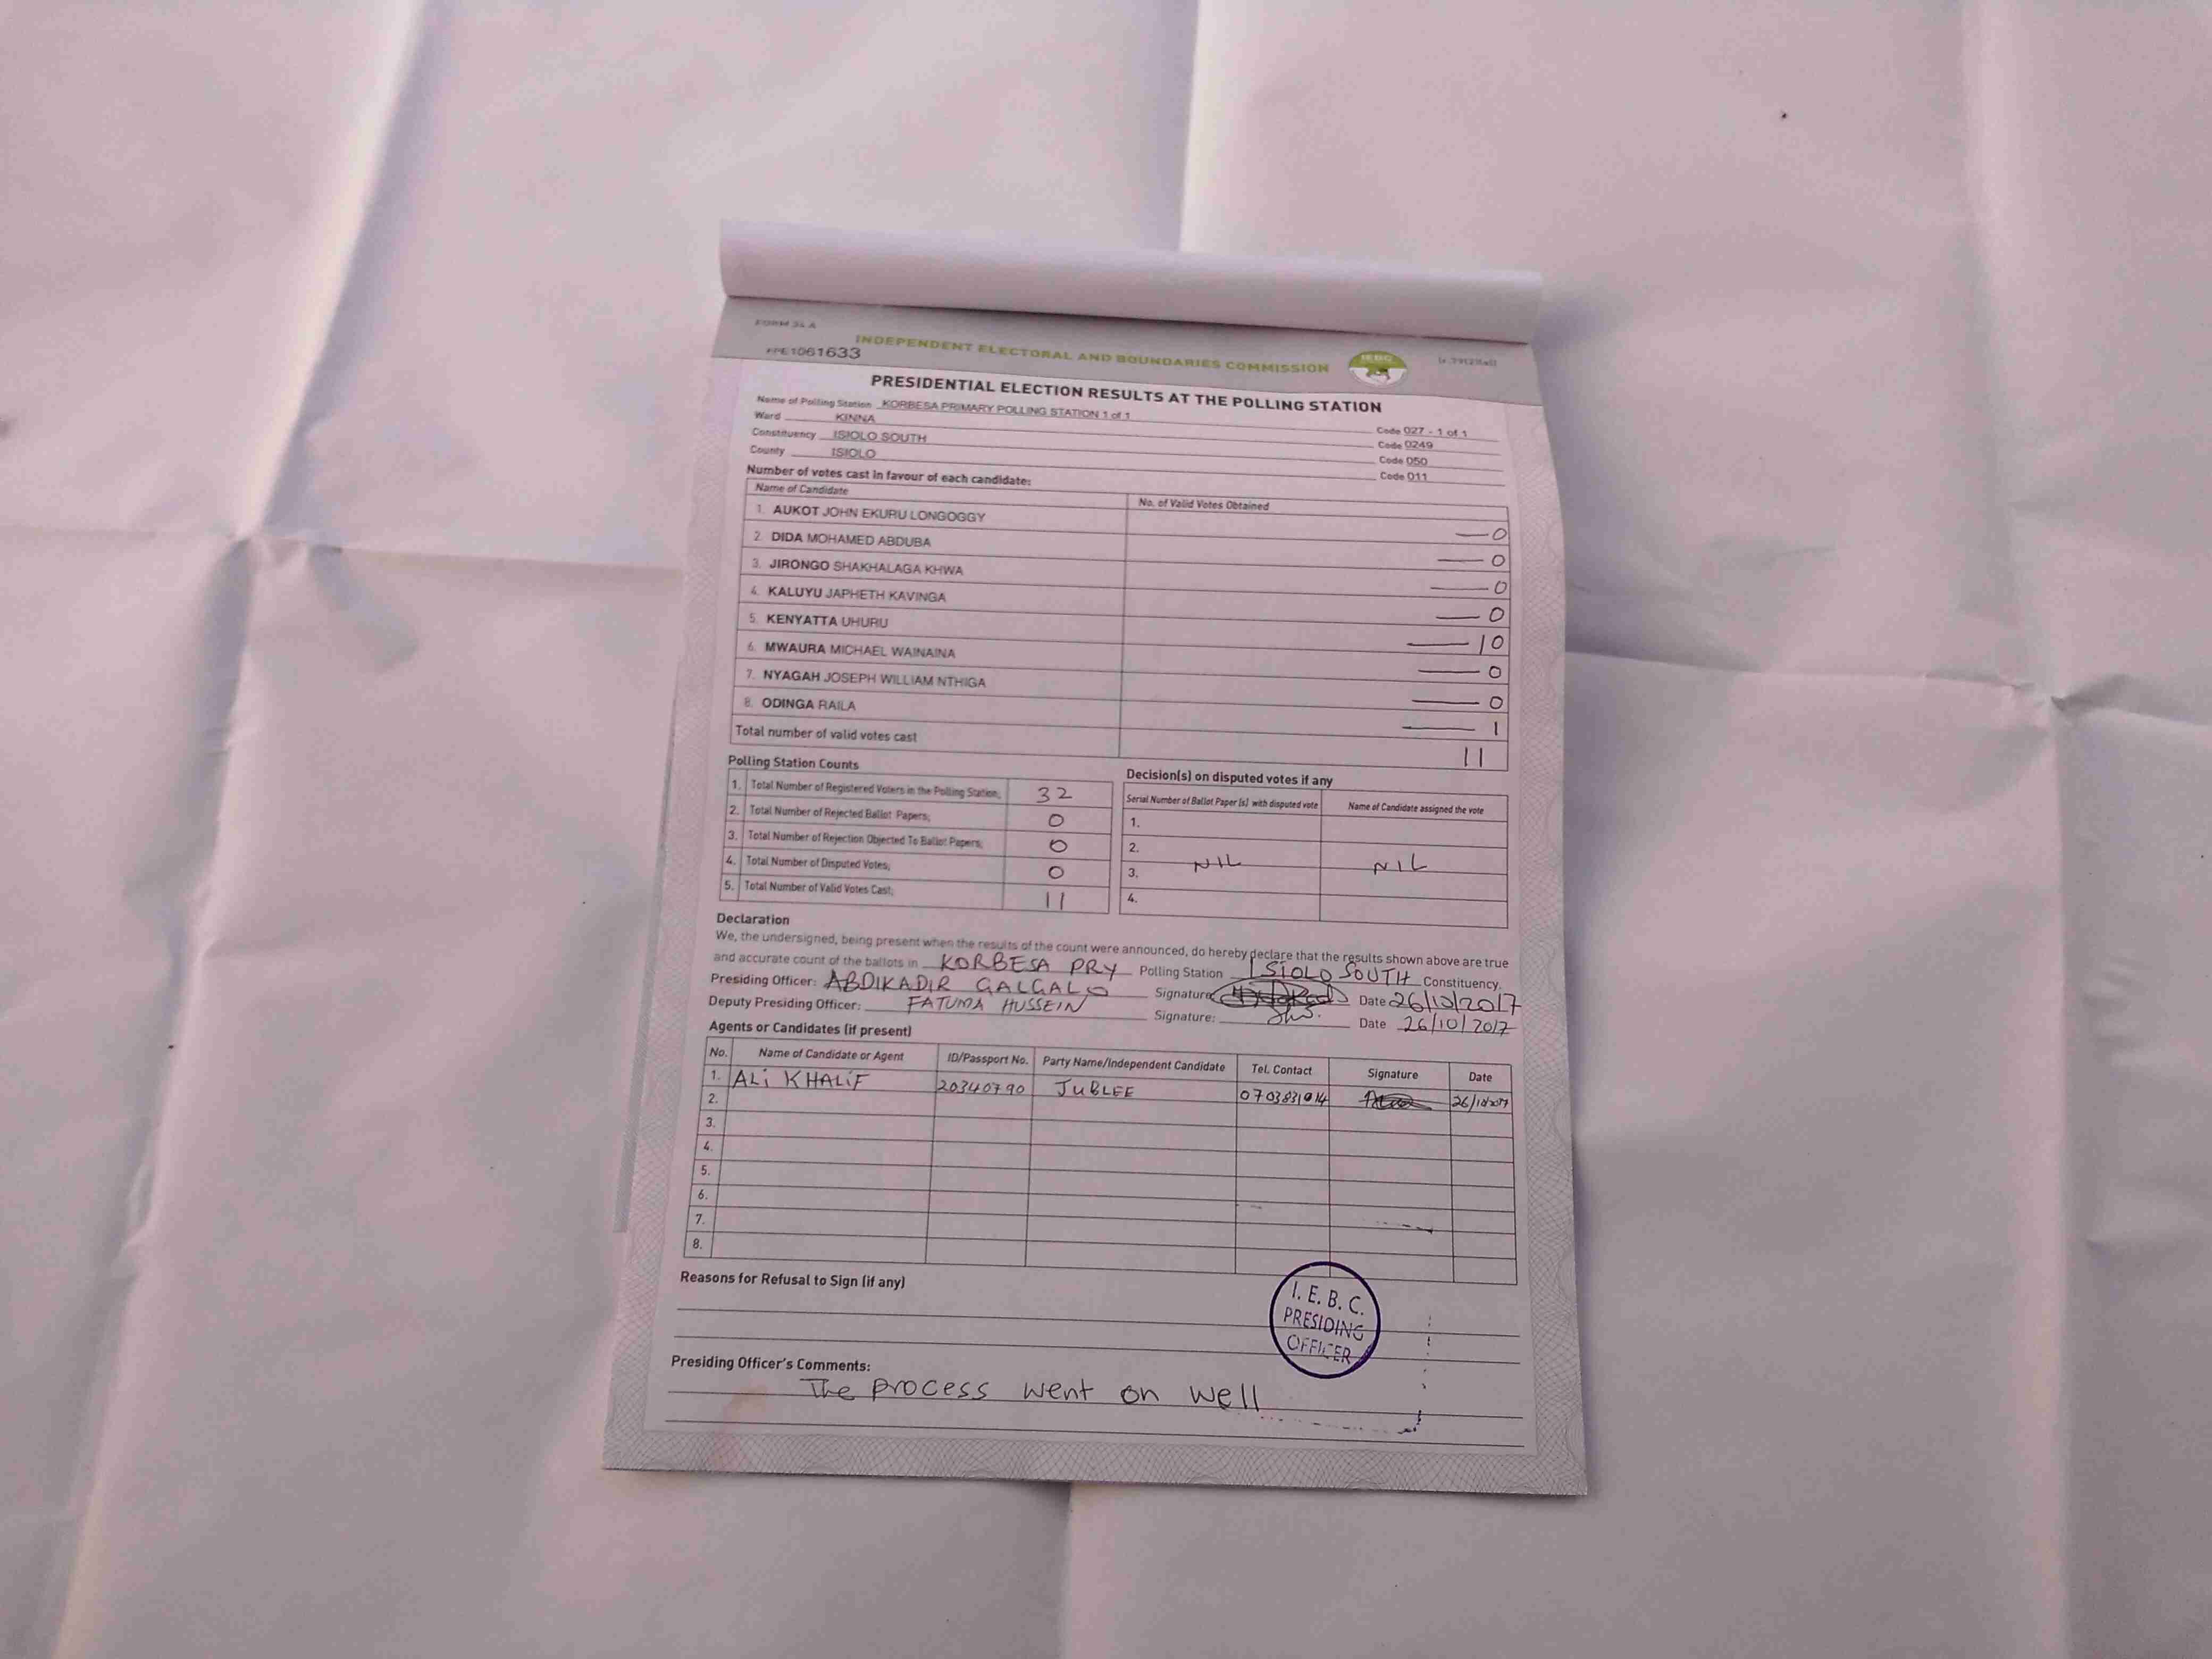 FORM 34 A
INDEPENDENT ELECTORAL AND BOUNDARIES COMMISSION
PE1061633
IEBC
PRESIDENTIAL ELECTION RESULTS AT THE POLLING STATION
Name of Polling Station KORBESA PRIMARY POLLING STATION 1 of 1 Code 027 - 1 of 1
Ward KINNA Code 0249
Constituency ISIOLO SOUTH Code 050
County ISIOLO Code 011
Number of votes cast in favour of each candidate:
Name of Candidate No. of Valid Votes Obtained
1. AUKOT JOHN EKURU LONGOGGY — 0
2. DIDA MOHAMED ABDUBA — 0
3. JIRONGO SHAKHALAGA KHWA — 0
4. KALUYU JAPHETH KAVINGA — 0
5. KENYATTA UHURU — 10
6. MWAURA MICHAEL WAINAINA — 0
7. NYAGAH JOSEPH WILLIAM NTHIGA — 0
8. ODINGA RAILA — 1
Total number of valid votes cast 11
Polling Station Counts
1. Total Number of Registered Voters in the Polling Station; 32
2. Total Number of Rejected Ballot Papers; 0
3. Total Number of Rejection Objected To Ballot Papers; 0
4. Total Number of Disputed Votes; 0
5. Total Number of Valid Votes Cast; 11
Decision(s) on disputed votes if any
Serial Number of Ballot Paper (s) with disputed vote Name of Candidate assigned the vote
1.
2.
NIL NIL
3.
4.
Declaration
We, the undersigned, being present when the results of the count were announced, do hereby declare that the results shown above are true
and accurate count of the ballots in KORBESA PRY Polling Station ISIOLO SOUTH Constituency.
Presiding Officer: ABDIKADIR GALGALO Signature Date 26/10/2017
Deputy Presiding Officer: FATUMA HUSSEIN Signature: Date 26/10/2017
Agents or Candidates (if present)
No. Name of Candidate or Agent ID/Passport No. Party Name/Independent Candidate Tel. Contact Signature Date
1. ALi KHALiF 20340790 JuBLEE 0703831014 26/10/2017
2.
3.
4.
5.
6.
7.
8.
Reasons for Refusal to Sign (if any)
I. E. B. C.
PRESIDING
OFFICER
Presiding Officer's Comments:
The process went on well